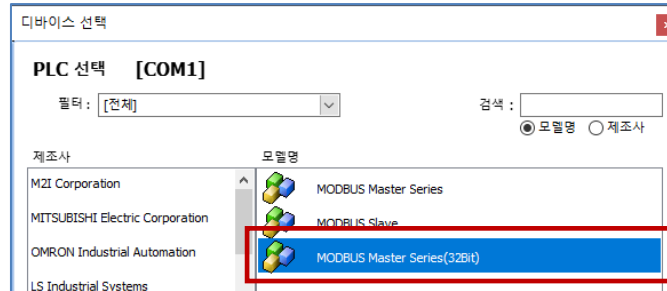 디바이스 선택
PLC 선택 [COM1]
필터 : [전체] 검색 :
모델명 제조사
제조사 모델명
M2I Corporation MODBUS Master Series
MITSUBISHI Electric Corporation MODBUS Slave
OMRON Industrial Automation MODBUS Master Series(32Bit)
LS Industrial Systems